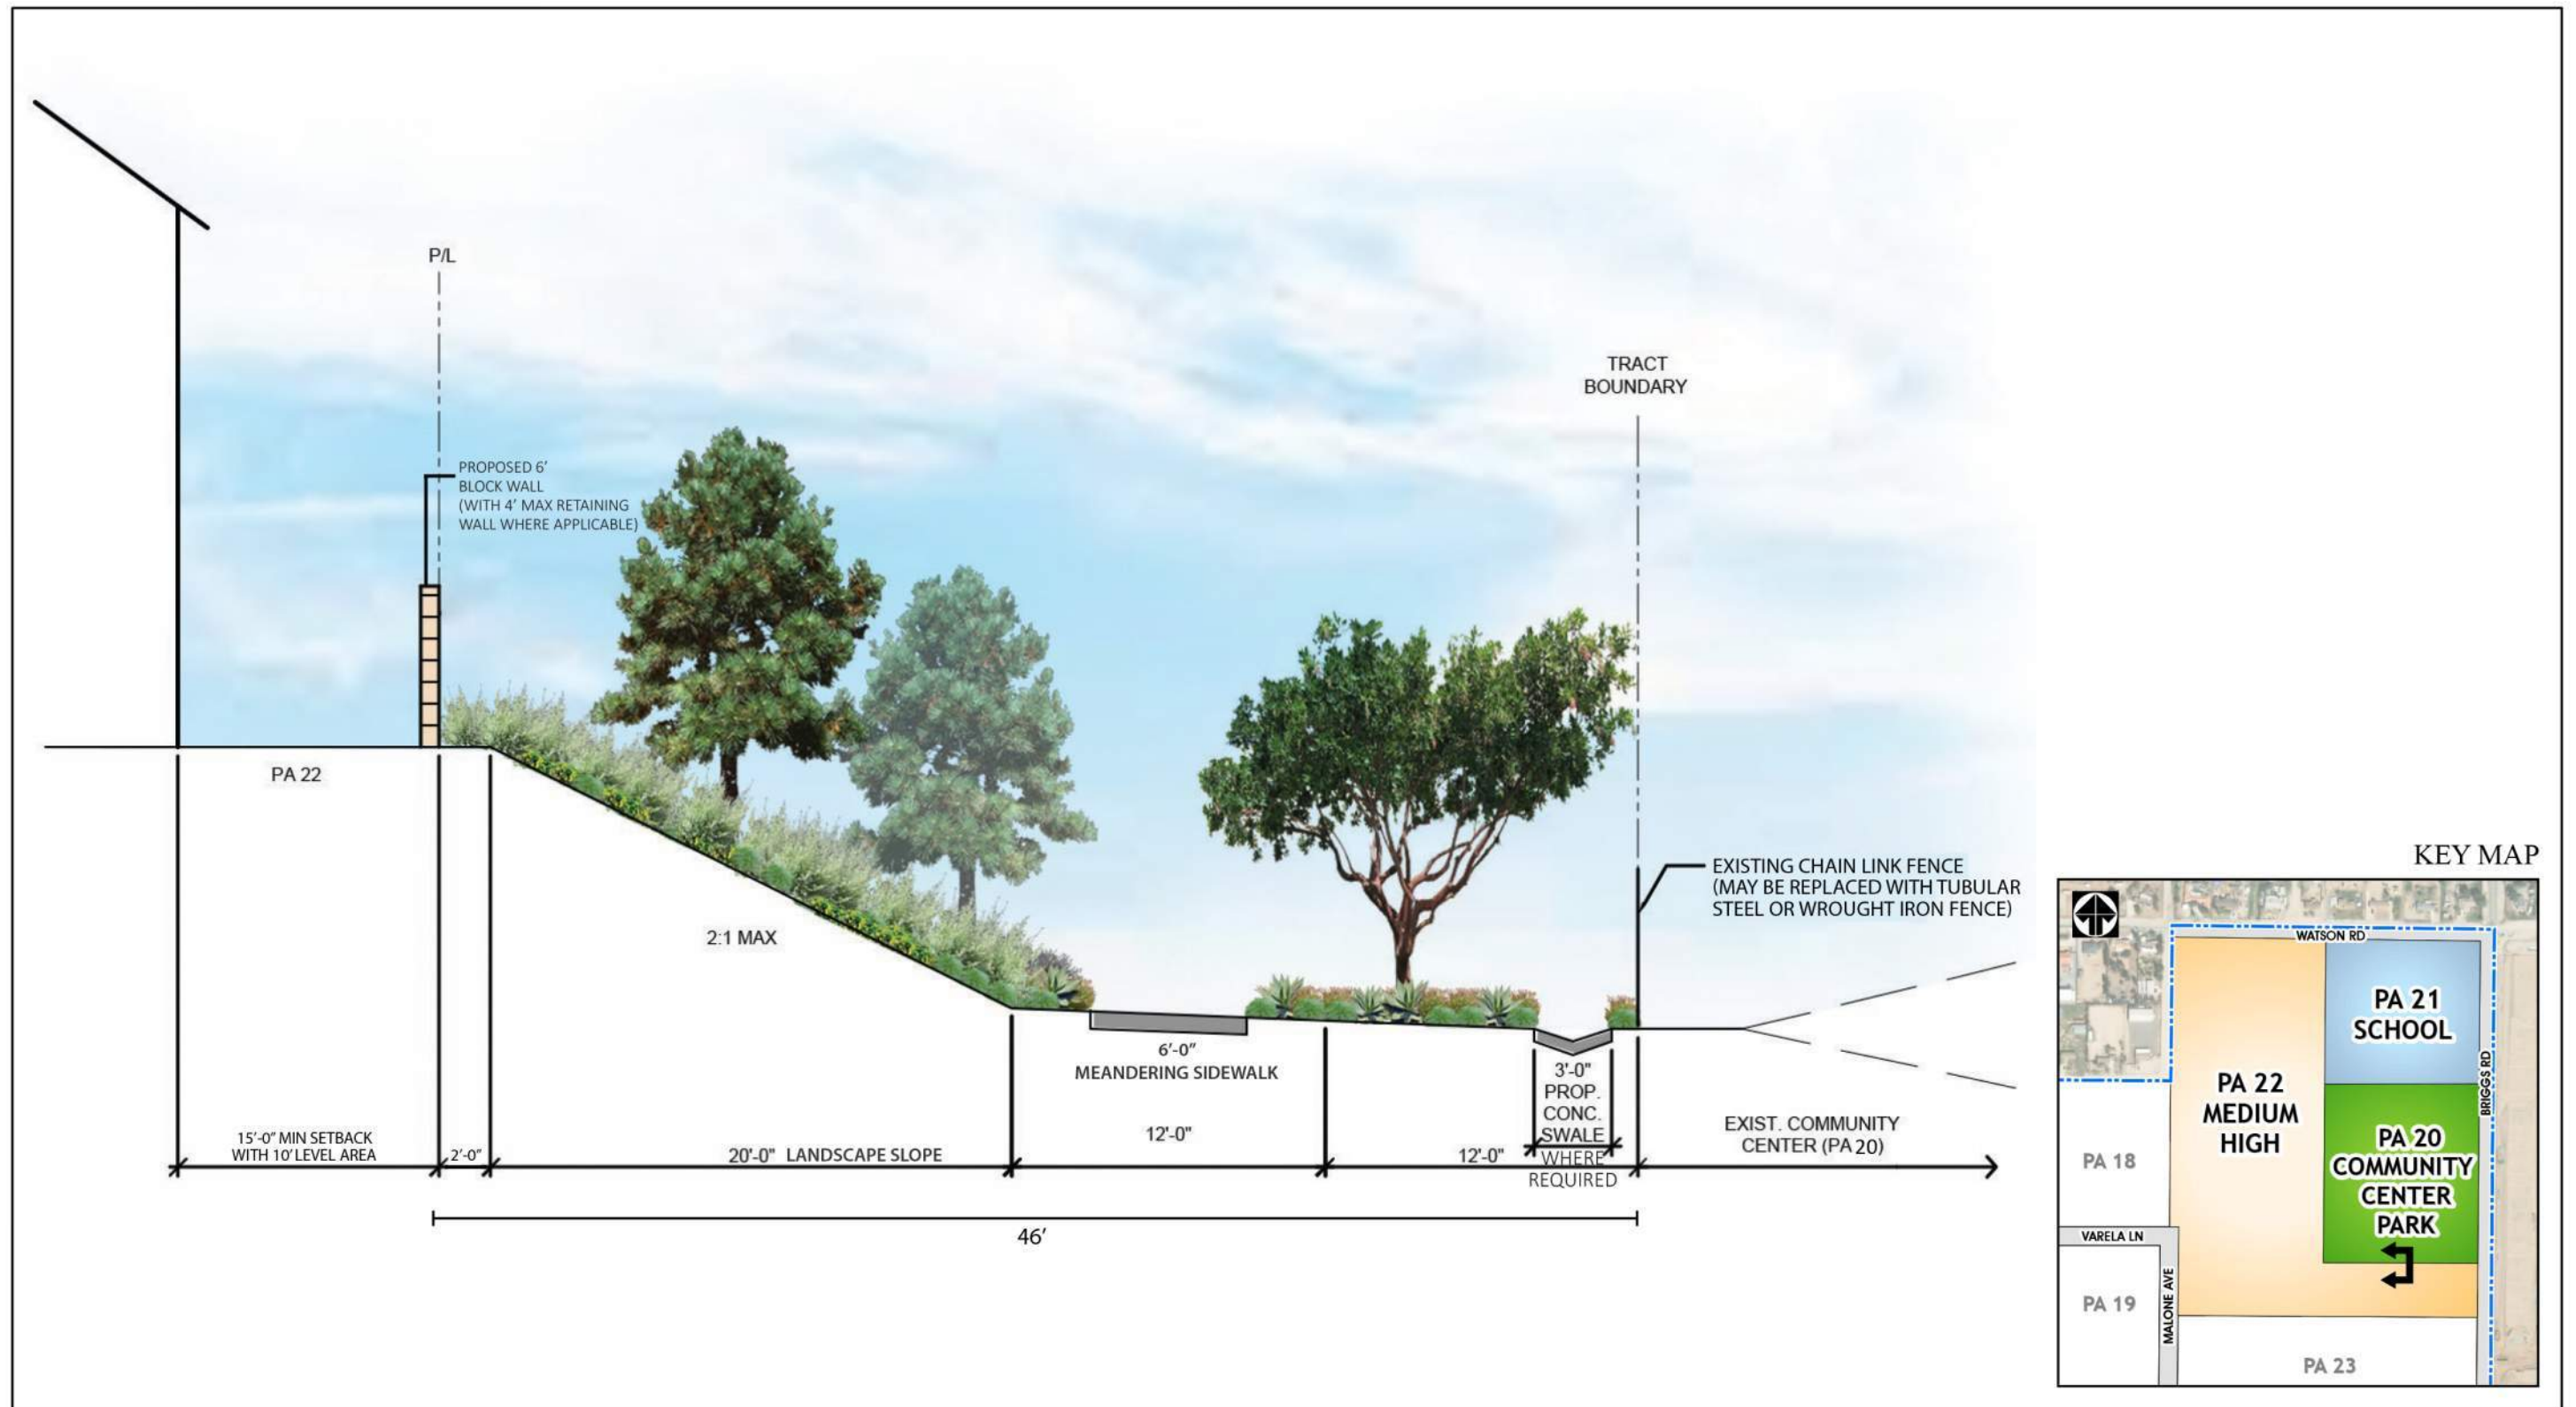 P/L
TRACT
BOUNDARY
PROPOSED 6'
BLOCK WALL
(WITH 4' MAX RETAINING
WALL WHERE APPLICABLE)
PA 22
2:1 MAX
EXISTING CHAIN LINK FENCE
(MAY BE REPLACED WITH TUBULAR
STEEL OR WROUGHT IRON FENCE)
6'-0"
MEANDERING SIDEWALK
3'-0"
PROP.
CONC.
SWALE
WHERE
REQUIRED
15'-0" MIN SETBACK
WITH 10' LEVEL AREA
2'-0"
20'-0" LANDSCAPE SLOPE
12'-0"
12'-0"
EXIST. COMMUNITY
CENTER (PA 20)
46'
KEY MAP
WATSON RD
PA 21
SCHOOL
BRIGGS RD
PA 22
MEDIUM
HIGH
PA 20
COMMUNITY
CENTER
PARK
PA 18
VARELA LN
MALONE AVE
PA 19
PA 23